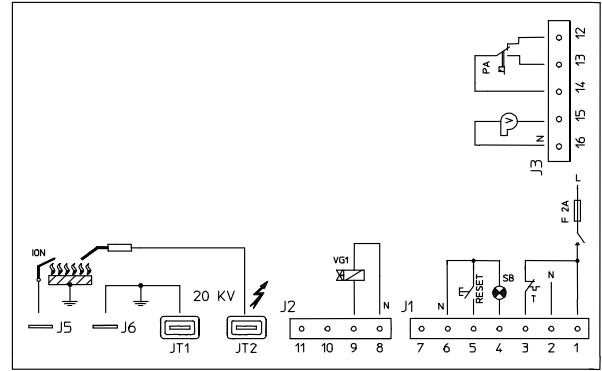 12
13
PA
14
V
15
N
16
J3
L
F 2A
ION
VG1
RESET
SB
T
20 KV
J2
N
J1
N
N
J5
J6
JT1
JT2
11 10 9 8
7 6 5 4 3 2 1